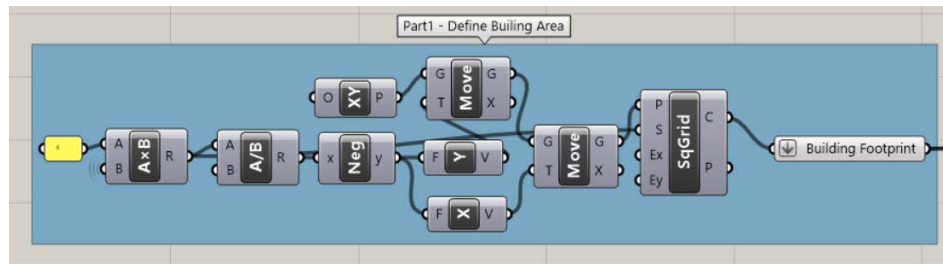 Part1 - Define Builing Area
O XY P
G Move G
T X
A A×B R
B
A A/B R
B
x Neg y
F Y V
F X V
G Move G
T X
P SqGrid C
S
Ex P
Ey
Building Footprint